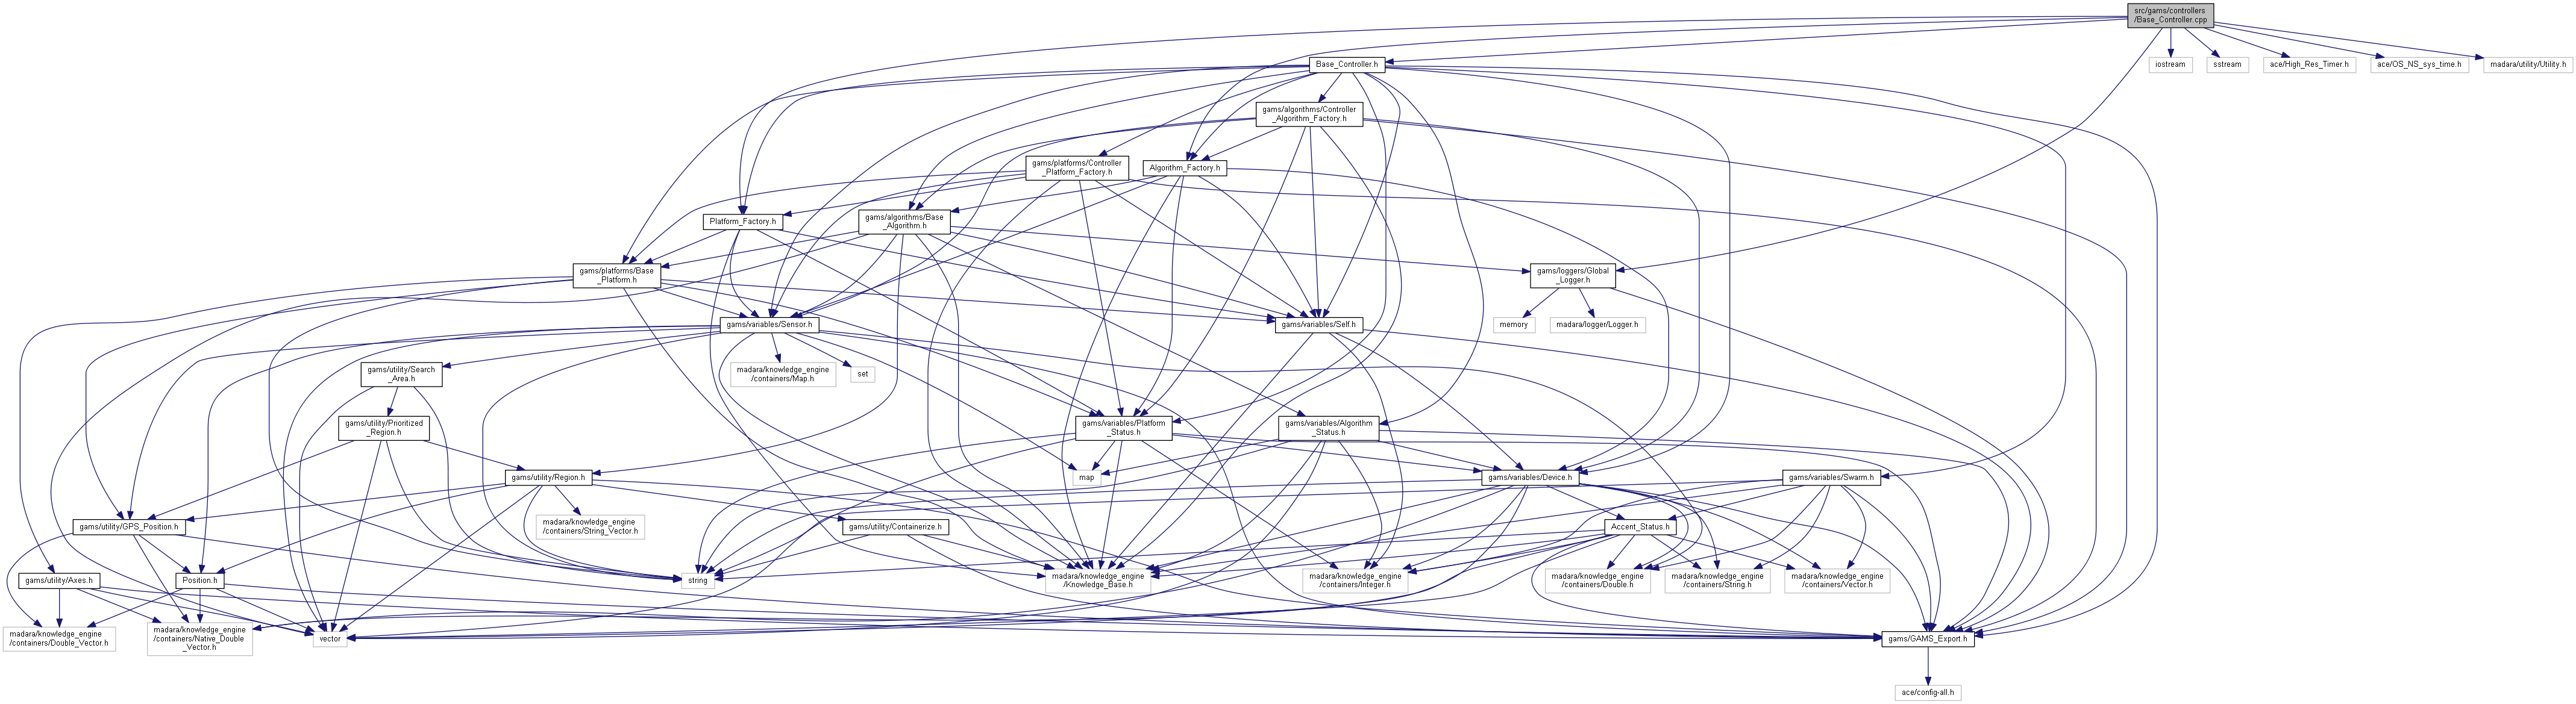 src/gams/controllers
/Base_Controller.cpp
Base_Controller.h
iostream
sstream
ace/High_Res_Timer.h
ace/OS_NS_sys_time.h
madara/utility/Utility.h
gams/algorithms/Controller
_Algorithm_Factory.h
gams/platforms/Controller
_Platform_Factory.h
Algorithm_Factory.h
Platform_Factory.h
gams/algorithms/Base
_Algorithm.h
gams/platforms/Base
_Platform.h
gams/loggers/Global
_Logger.h
gams/variables/Sensor.h
gams/variables/Self.h
memory
madara/logger/Logger.h
gams/utility/Search
_Area.h
madara/knowledge_engine
/containers/Map.h
set
gams/utility/Prioritized
_Region.h
gams/variables/Platform
_Status.h
gams/variables/Algorithm
_Status.h
gams/utility/Region.h
map
gams/variables/Device.h
gams/variables/Swarm.h
gams/utility/GPS_Position.h
madara/knowledge_engine
/containers/String_Vector.h
gams/utility/Containerize.h
Accent_Status.h
gams/utility/Axes.h
Position.h
string
madara/knowledge_engine
/Knowledge_Base.h
madara/knowledge_engine
/containers/Integer.h
madara/knowledge_engine
/containers/Double.h
madara/knowledge_engine
/containers/String.h
madara/knowledge_engine
/containers/Vector.h
madara/knowledge_engine
/containers/Double_Vector.h
madara/knowledge_engine
/containers/Native_Double
_Vector.h
vector
gams/GAMS_Export.h
ace/config-all.h